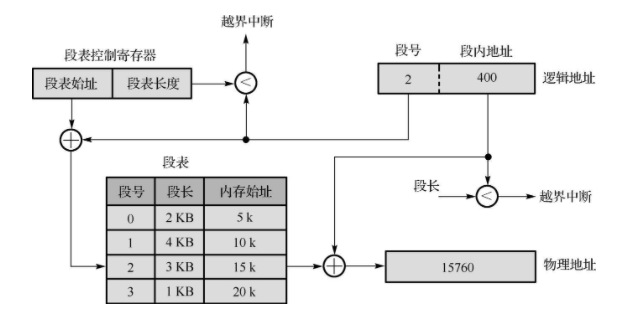 越界中断
段表控制寄存器
段表始址 段表长度
<
段号 段内地址
2 400 逻辑地址
+
段表
段号 段长 内存始址
0 2 KB 5 k
1 4 KB 10 k
2 3 KB 15 k
3 1 KB 20 k
段长
<
越界中断
+
15760 物理地址